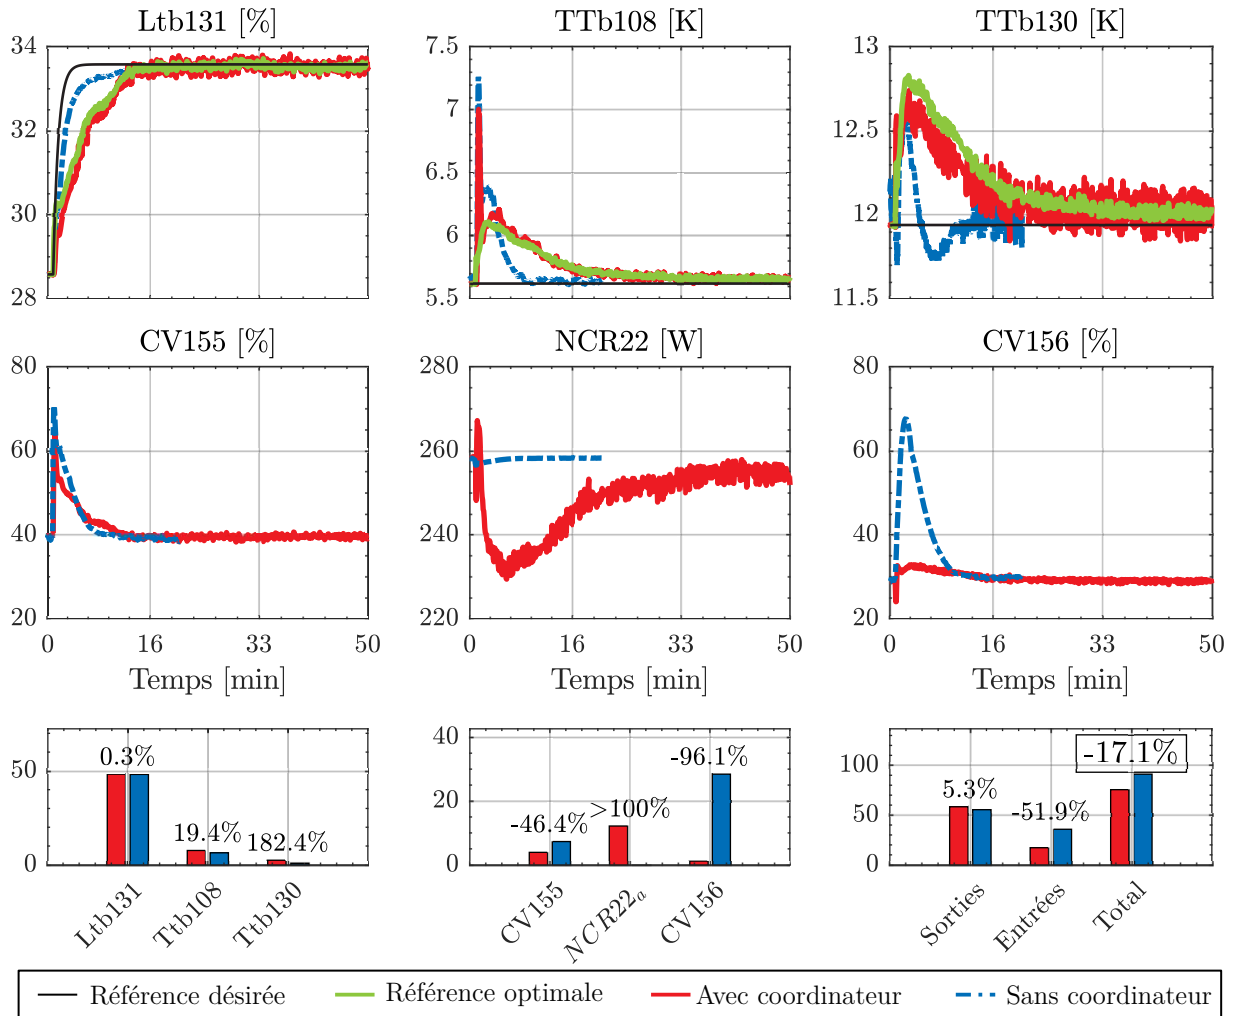 Ltb131 [%]
TTb108 [K]
TTb130 [K]
34
32
30
28
7.5
7
6.5
6
5.5
13
12.5
12
11.5
CV155 [%]
NCR22 [W]
CV156 [%]
80
60
40
20
280
260
240
220
80
60
40
20
0 16 33 50
0 16 33 50
0 16 33 50
Temps [min]
Temps [min]
Temps [min]
50
0
0.3%
19.4%
182.4%
40
20
0
-46.4%
>100%
-96.1%
100
50
0
5.3%
-51.9%
-17.1%
Ltb131
Ttb108
Ttb130
CV155
NCR22a
CV156
Sorties
Entrées
Total
Référence désirée
Référence optimale
Avec coordinateur
Sans coordinateur